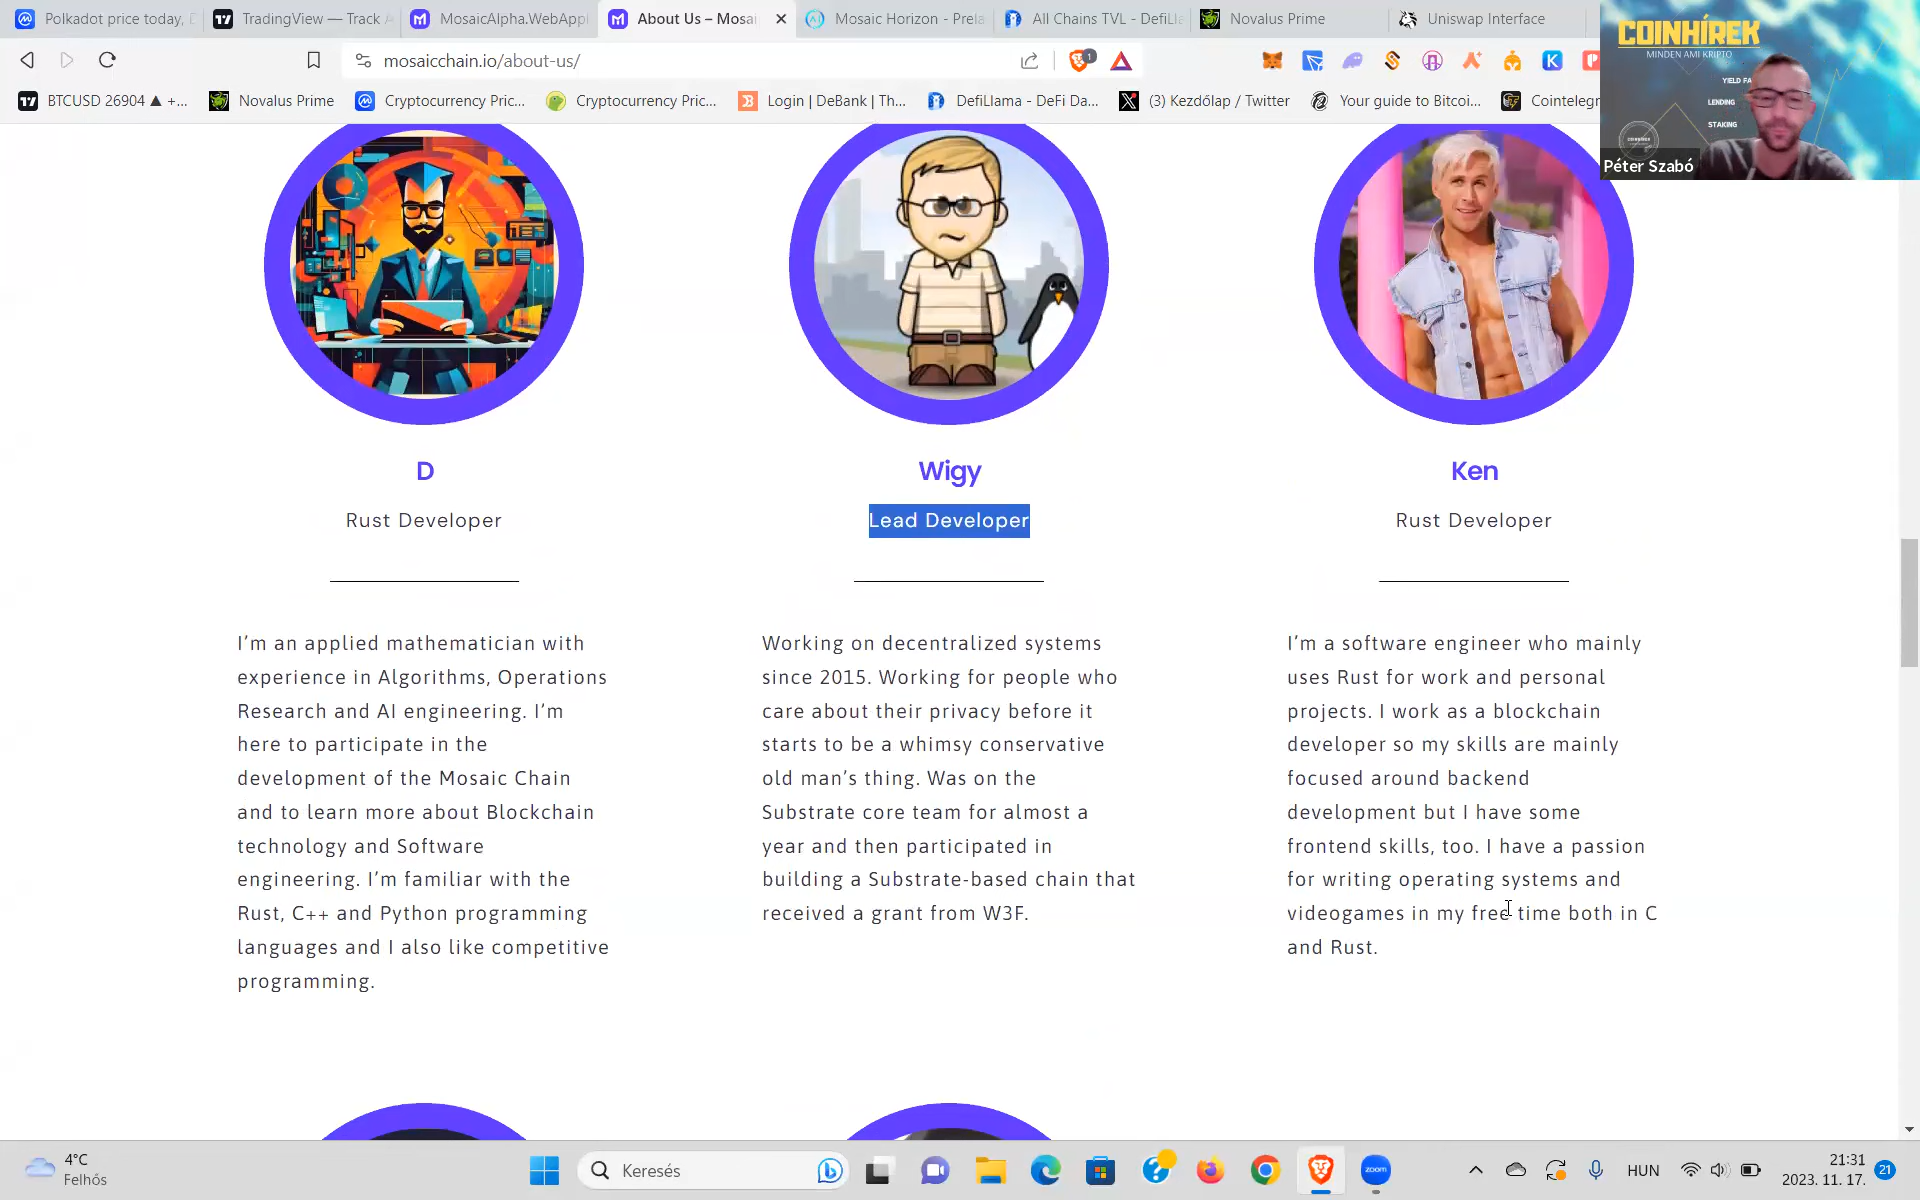 Polkadot price today, D
TradingView — Track A
MosaicAlpha.WebAppl
About Us – Mosai
Mosaic Horizon - Prela
All Chains TVL - DefiLla
Novalus Prime
Uniswap Interface
mosaicchain.io/about-us/
1
BTCUSD 26904 ▲ +...
Novalus Prime
Cryptocurrency Pric...
Cryptocurrency Pric...
Login | DeBank | Th...
DefiLlama - DeFi Da...
(3) Kezdőlap / Twitter
Your guide to Bitcoi...
Cointelegr
COINHÍREK
MINDEN AMI KRIPTO
YIELD FA
LENDING
STAKING
Péter Szabó
D
Rust Developer
I'm an applied mathematician with
experience in Algorithms, Operations
Research and AI engineering. I'm
here to participate in the
development of the Mosaic Chain
and to learn more about Blockchain
technology and Software
engineering. I'm familiar with the
Rust, C++ and Python programming
languages and I also like competitive
programming.
Wigy
Lead Developer
Working on decentralized systems
since 2015. Working for people who
care about their privacy before it
starts to be a whimsy conservative
old man's thing. Was on the
Substrate core team for almost a
year and then participated in
building a Substrate-based chain that
received a grant from W3F.
Ken
Rust Developer
I'm a software engineer who mainly
uses Rust for work and personal
projects. I work as a blockchain
developer so my skills are mainly
focused around backend
development but I have some
frontend skills, too. I have a passion
for writing operating systems and
videogames in my free time both in C
and Rust.
4°C
Felhős
Keresés
zoom
HUN
21:31
2023. 11. 17.
21